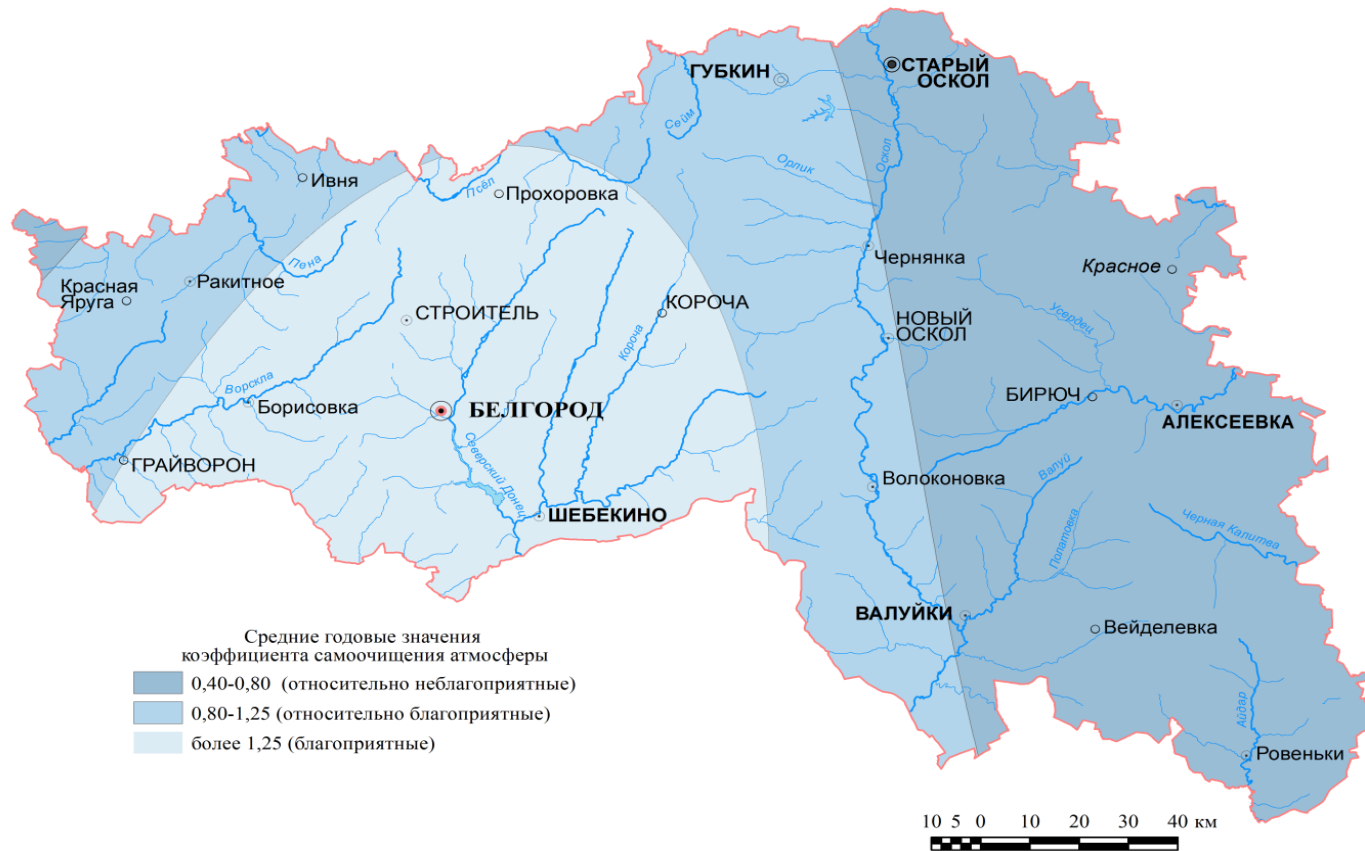 ГУБКИН
СТАРЫЙ
ОСКОЛ
Сейм
Оскол
Орлик
Ивня
Псёл
Прохоровка
Чернянка
Красное
Пена
Красная
Яруга
Ракитное
СТРОИТЕЛЬ
КОРОЧА
Короча
НОВЫЙ
ОСКОЛ
Усердец
Ворскла
Борисовка
БЕЛГОРОД
БИРЮЧ
АЛЕКСЕЕВКА
ГРАЙВОРОН
Северский Донец
Волоконовка
Валуй
ШЕБЕКИНО
Полатовка
Черная Калитва
ВАЛУЙКИ
Вейделевка
Айдар
Ровеньки
Средние годовые значения
коэффициента самоочищения атмосферы
0,40-0,80 (относительно неблагоприятные)
0,80-1,25 (относительно благоприятные)
более 1,25 (благоприятные)
10 5 0 10 20 30 40 км